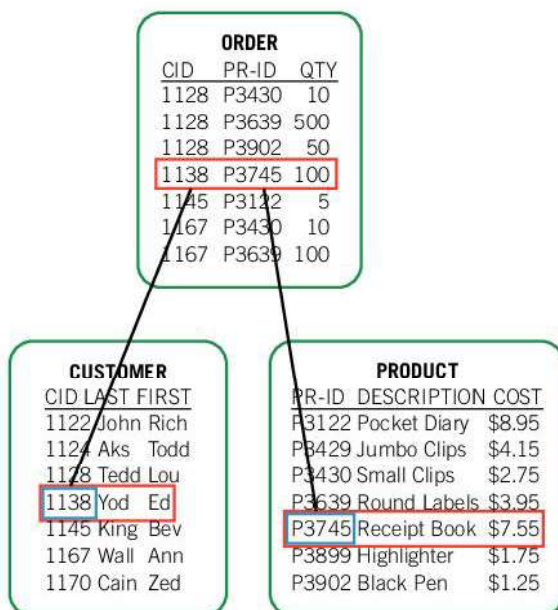 ORDER
CID PR-ID QTY
1128 P3430 10
1128 P3639 500
1128 P3902 50
1138 P3745 100
1145 P3122 5
1167 P3430 10
1167 P3639 100
CUSTOMER
CID LAST FIRST
1122 John Rich
1124 Aks Todd
1128 Tedd Lou
1138 Yod Ed
1145 King Bev
1167 Wall Ann
1170 Cain Zed
PRODUCT
PR-ID DESCRIPTION COST
P3122 Pocket Diary $8.95
P3429 Jumbo Clips $4.15
P3430 Small Clips $2.75
P3639 Round Labels $3.95
P3745 Receipt Book $7.55
P3899 Highlighter $1.75
P3902 Black Pen $1.25